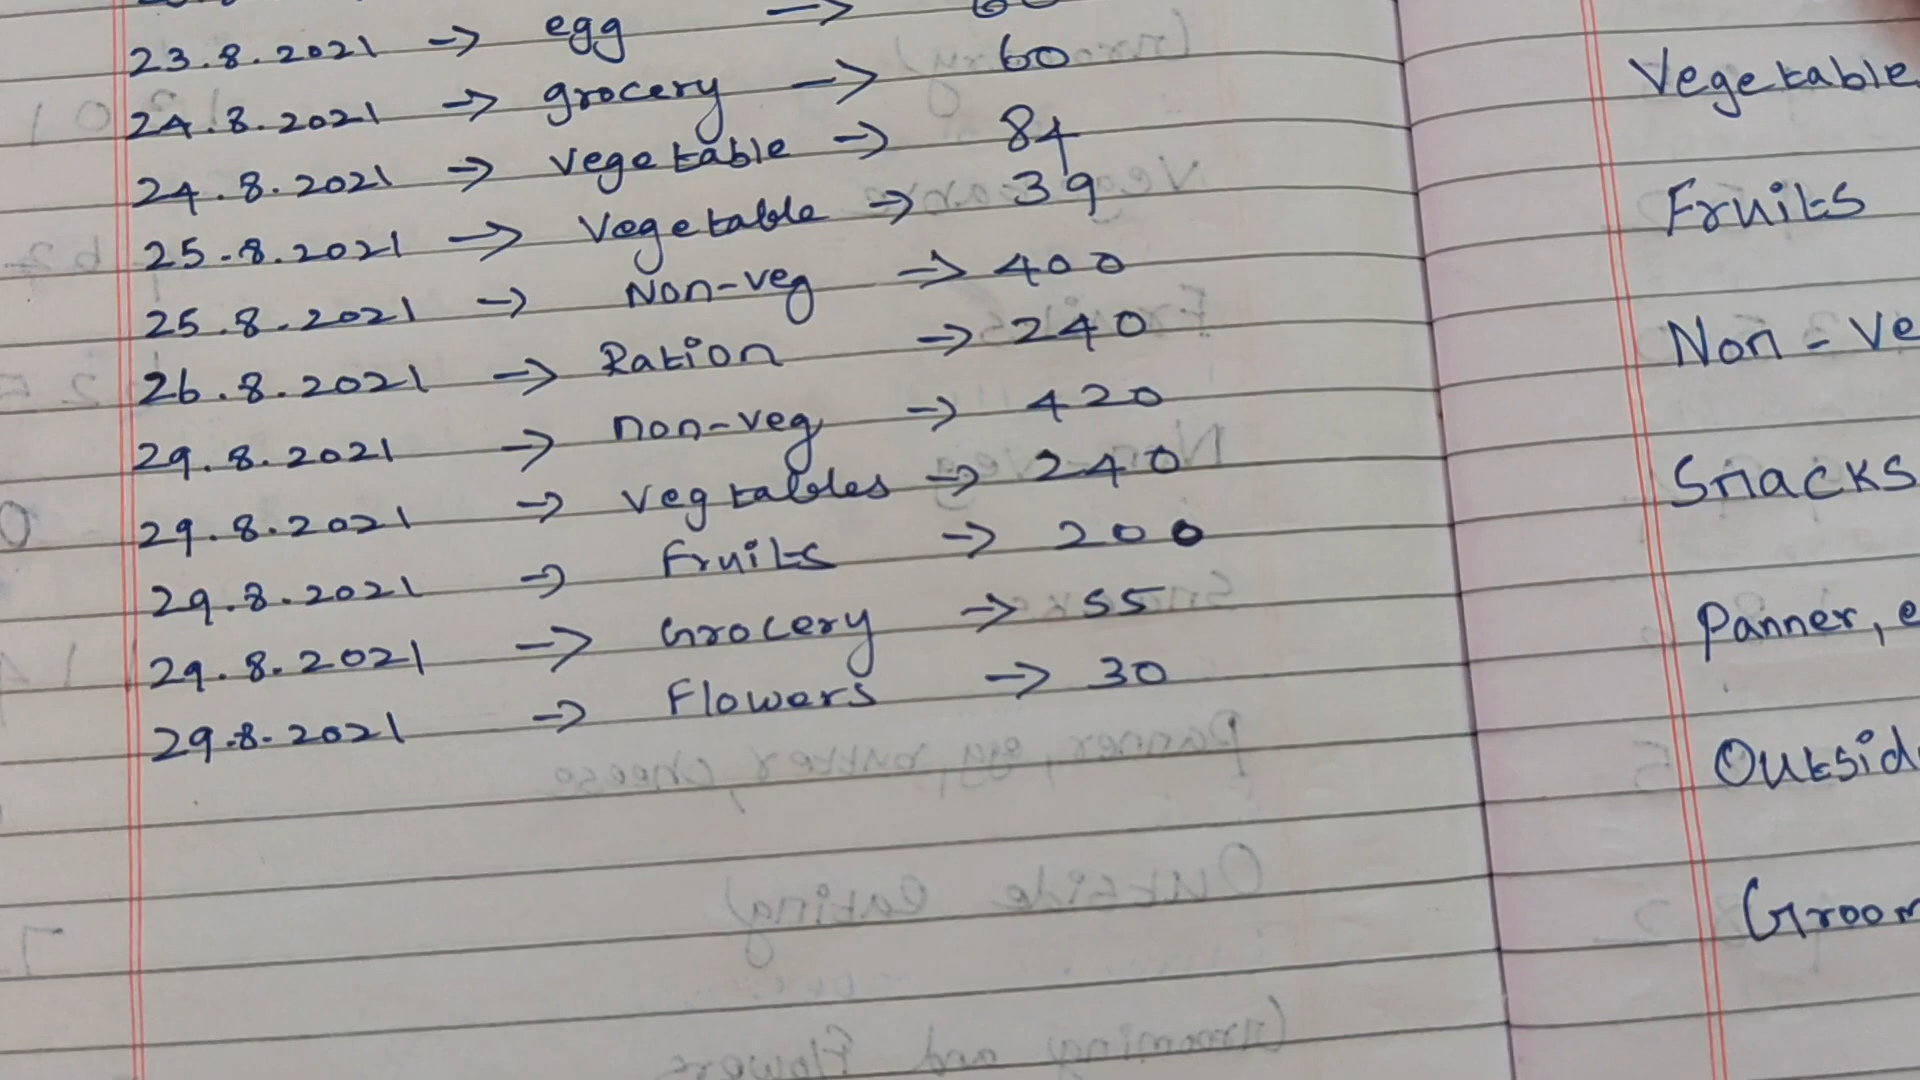 23.8.2021 → egg →
24.8.2021 → grocery → 60
24.8.2021 → vegetable → 84
25.8.2021 → Vegetable → 39
25.8.2021 → Non-veg → 400
26.8.2021 → Ration → 240
29.8.2021 → non-veg → 420
29.8.2021 → vegtables → 240
29.8.2021 → Fruits → 200
29.8.2021 → Grocery → 55
29.8.2021 → Flowers → 30
Vegetable
Fruits
Non-Ve
Snacks
Panner, e
Outsid
Groom